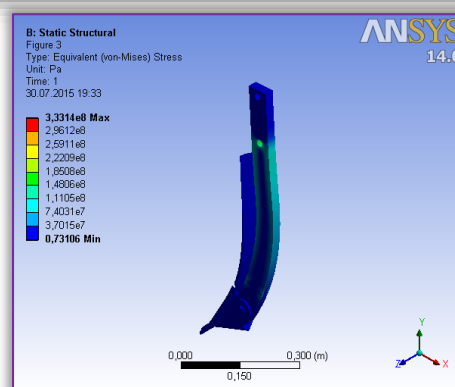 B: Static Structural
Figure 3
Type: Equivalent (von-Mises) Stress
Unit: Pa
Time: 1
30.07.2015 19:33
3,3314e8 Max
2,9612e8
2,5911e8
2,2209e8
1,8508e8
1,4806e8
1,1105e8
7,4031e7
3,7015e7
0,73106 Min
ANSYS
14.0
0,000
0,300 (m)
0,150
Y
Z
X